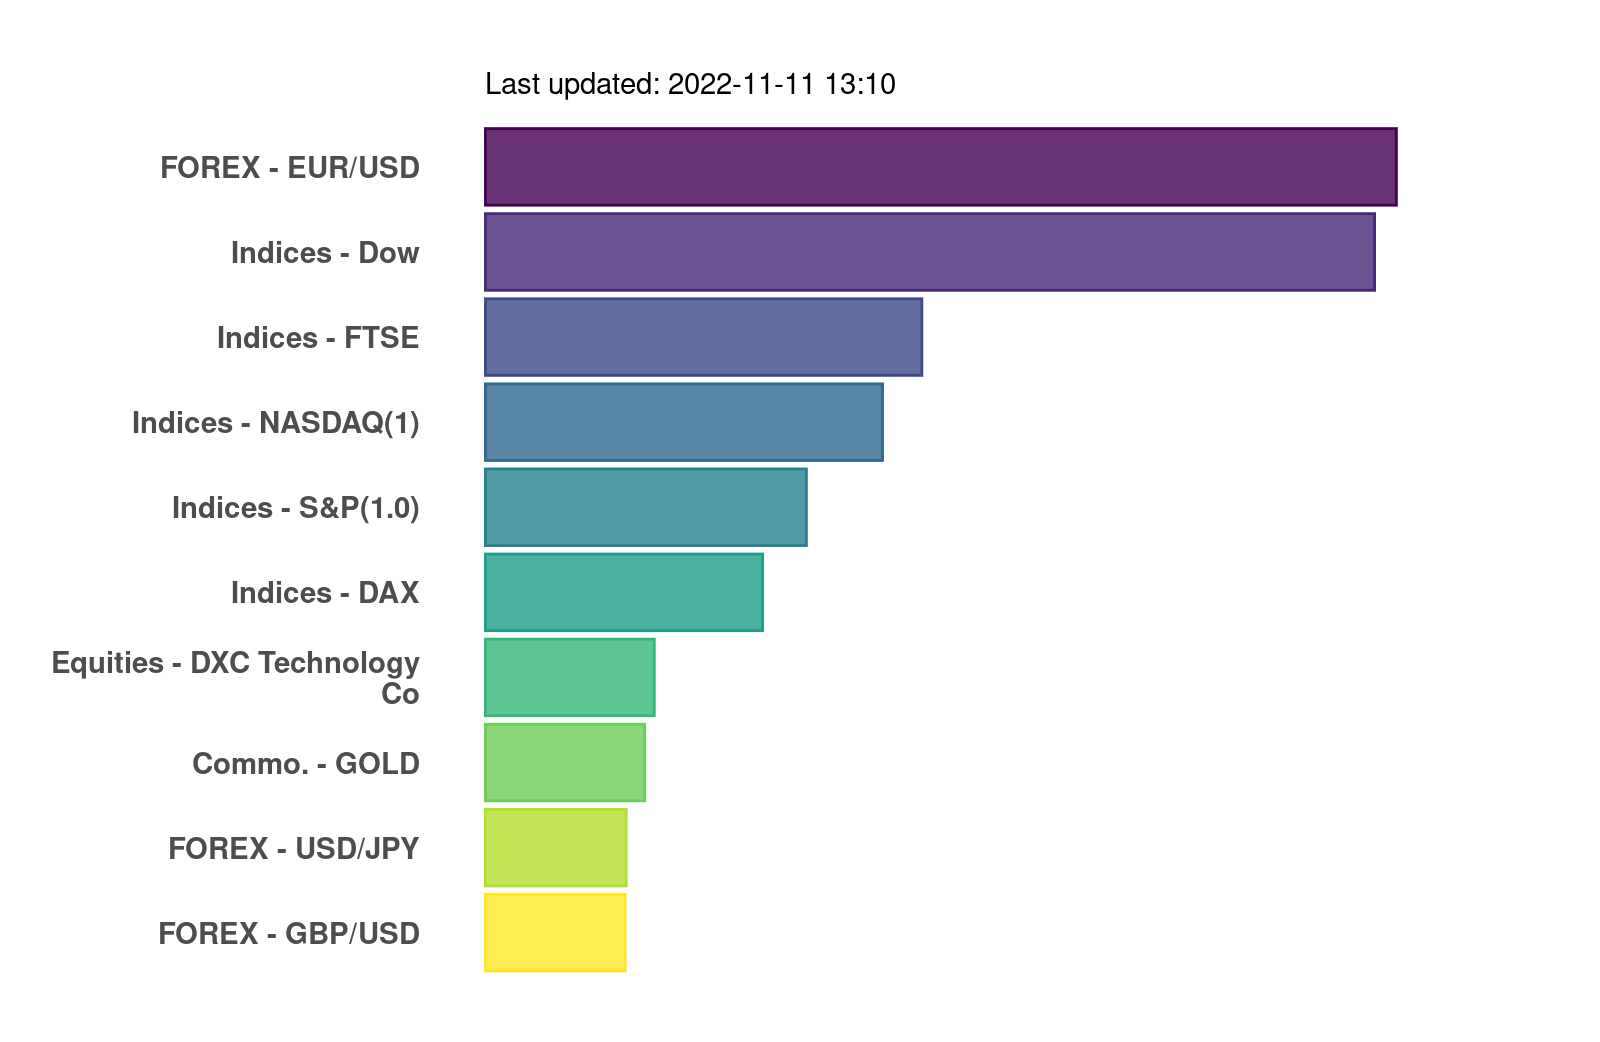 Last updated: 2022-11-11 13:10
FOREX - EUR/USD
Indices - Dow
Indices - FTSE
Indices - NASDAQ(1)
Indices - S&P(1.0)
Indices - DAX
Equities - DXC Technology
Co
Commo. - GOLD
FOREX - USD/JPY
FOREX - GBP/USD